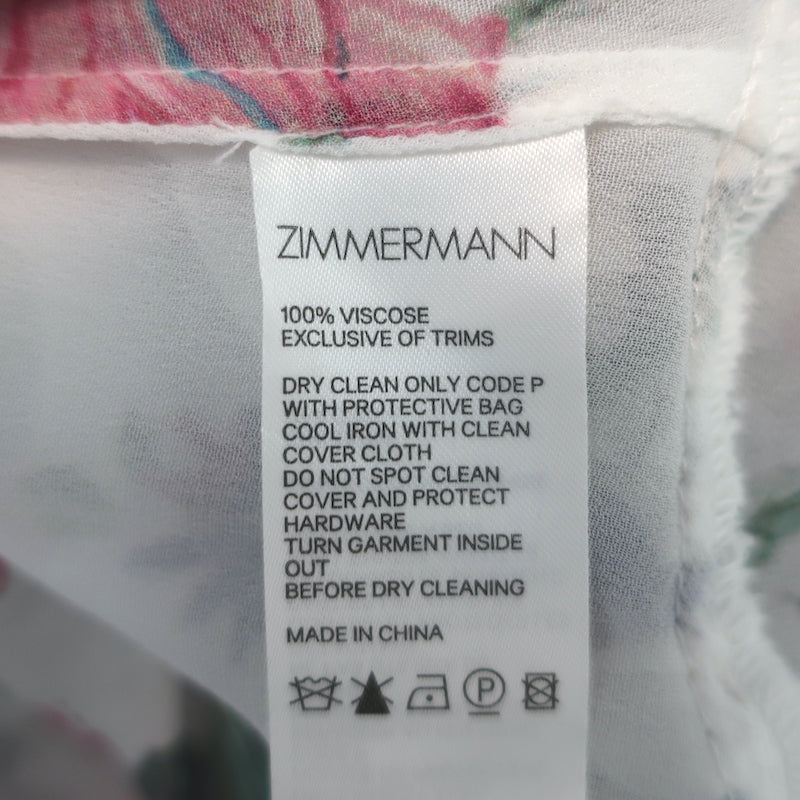 ZIMMERMANN
100% VISCOSE
EXCLUSIVE OF TRIMS
DRY CLEAN ONLY CODE P
WITH PROTECTIVE BAG
COOL IRON WITH CLEAN
COVER CLOTH
DO NOT SPOT CLEAN
COVER AND PROTECT
HARDWARE
TURN GARMENT INSIDE
OUT
BEFORE DRY CLEANING
MADE IN CHINA
P